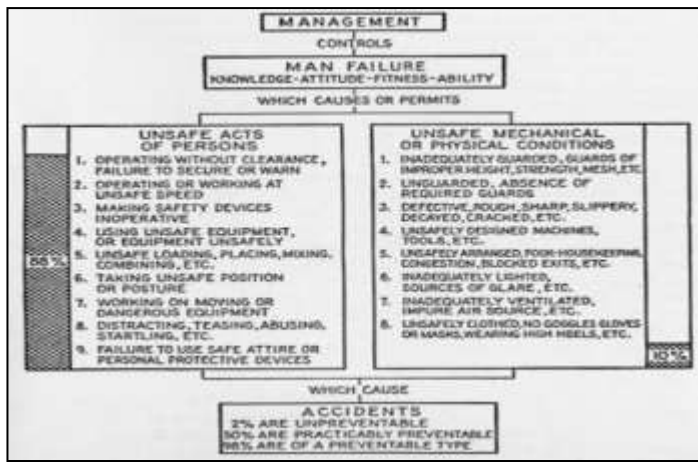 MANAGEMENT
CONTROLS
MAN FAILURE
KNOWLEDGE-ATTITUDE-FITNESS-ABILITY
WHICH CAUSES OR PERMITS
UNSAFE ACTS
OF PERSONS
1. OPERATING WITHOUT CLEARANCE,
FAILURE TO SECURE OR WARN
2. OPERATING OR WORKING AT
UNSAFE SPEED
3. MAKING SAFETY DEVICES
INOPERATIVE
4. USING UNSAFE EQUIPMENT,
OR EQUIPMENT UNSAFELY
5. UNSAFE LOADING, PLACING, MIXING,
COMBINING, ETC.
6. TAKING UNSAFE POSITION
OR POSTURE
7. WORKING ON MOVING OR
DANGEROUS EQUIPMENT
8. DISTRACTING, TEASING, ABUSING,
STARTLING, ETC.
9. FAILURE TO USE SAFE ATTIRE OR
PERSONAL PROTECTIVE DEVICES
88%
UNSAFE MECHANICAL
OR PHYSICAL CONDITIONS
1. INADEQUATELY GUARDED, GUARDS OF
IMPROPER HEIGHT, STRENGTH, MESH, ETC.
2. UNGUARDED, ABSENCE OF
REQUIRED GUARDS
3. DEFECTIVE, ROUGH, SHARP, SLIPPERY,
DECAYED, CRACKED, ETC.
4. UNSAFELY DESIGNED MACHINES,
TOOLS, ETC.
5. UNSAFELY ARRANGED, POOR HOUSEKEEPING,
CONGESTION, BLOCKED EXITS, ETC.
6. INADEQUATELY LIGHTED,
SOURCES OF GLARE, ETC.
7. INADEQUATELY VENTILATED,
IMPURE AIR SOURCE, ETC.
8. UNSAFELY CLOTHED, NO GOGGLES GLOVES
OR MASKS, WEARING HIGH HEELS, ETC.
10%
WHICH CAUSE
ACCIDENTS
2% ARE UNPREVENTABLE
50% ARE PRACTICABLY PREVENTABLE
98% ARE OF A PREVENTABLE TYPE